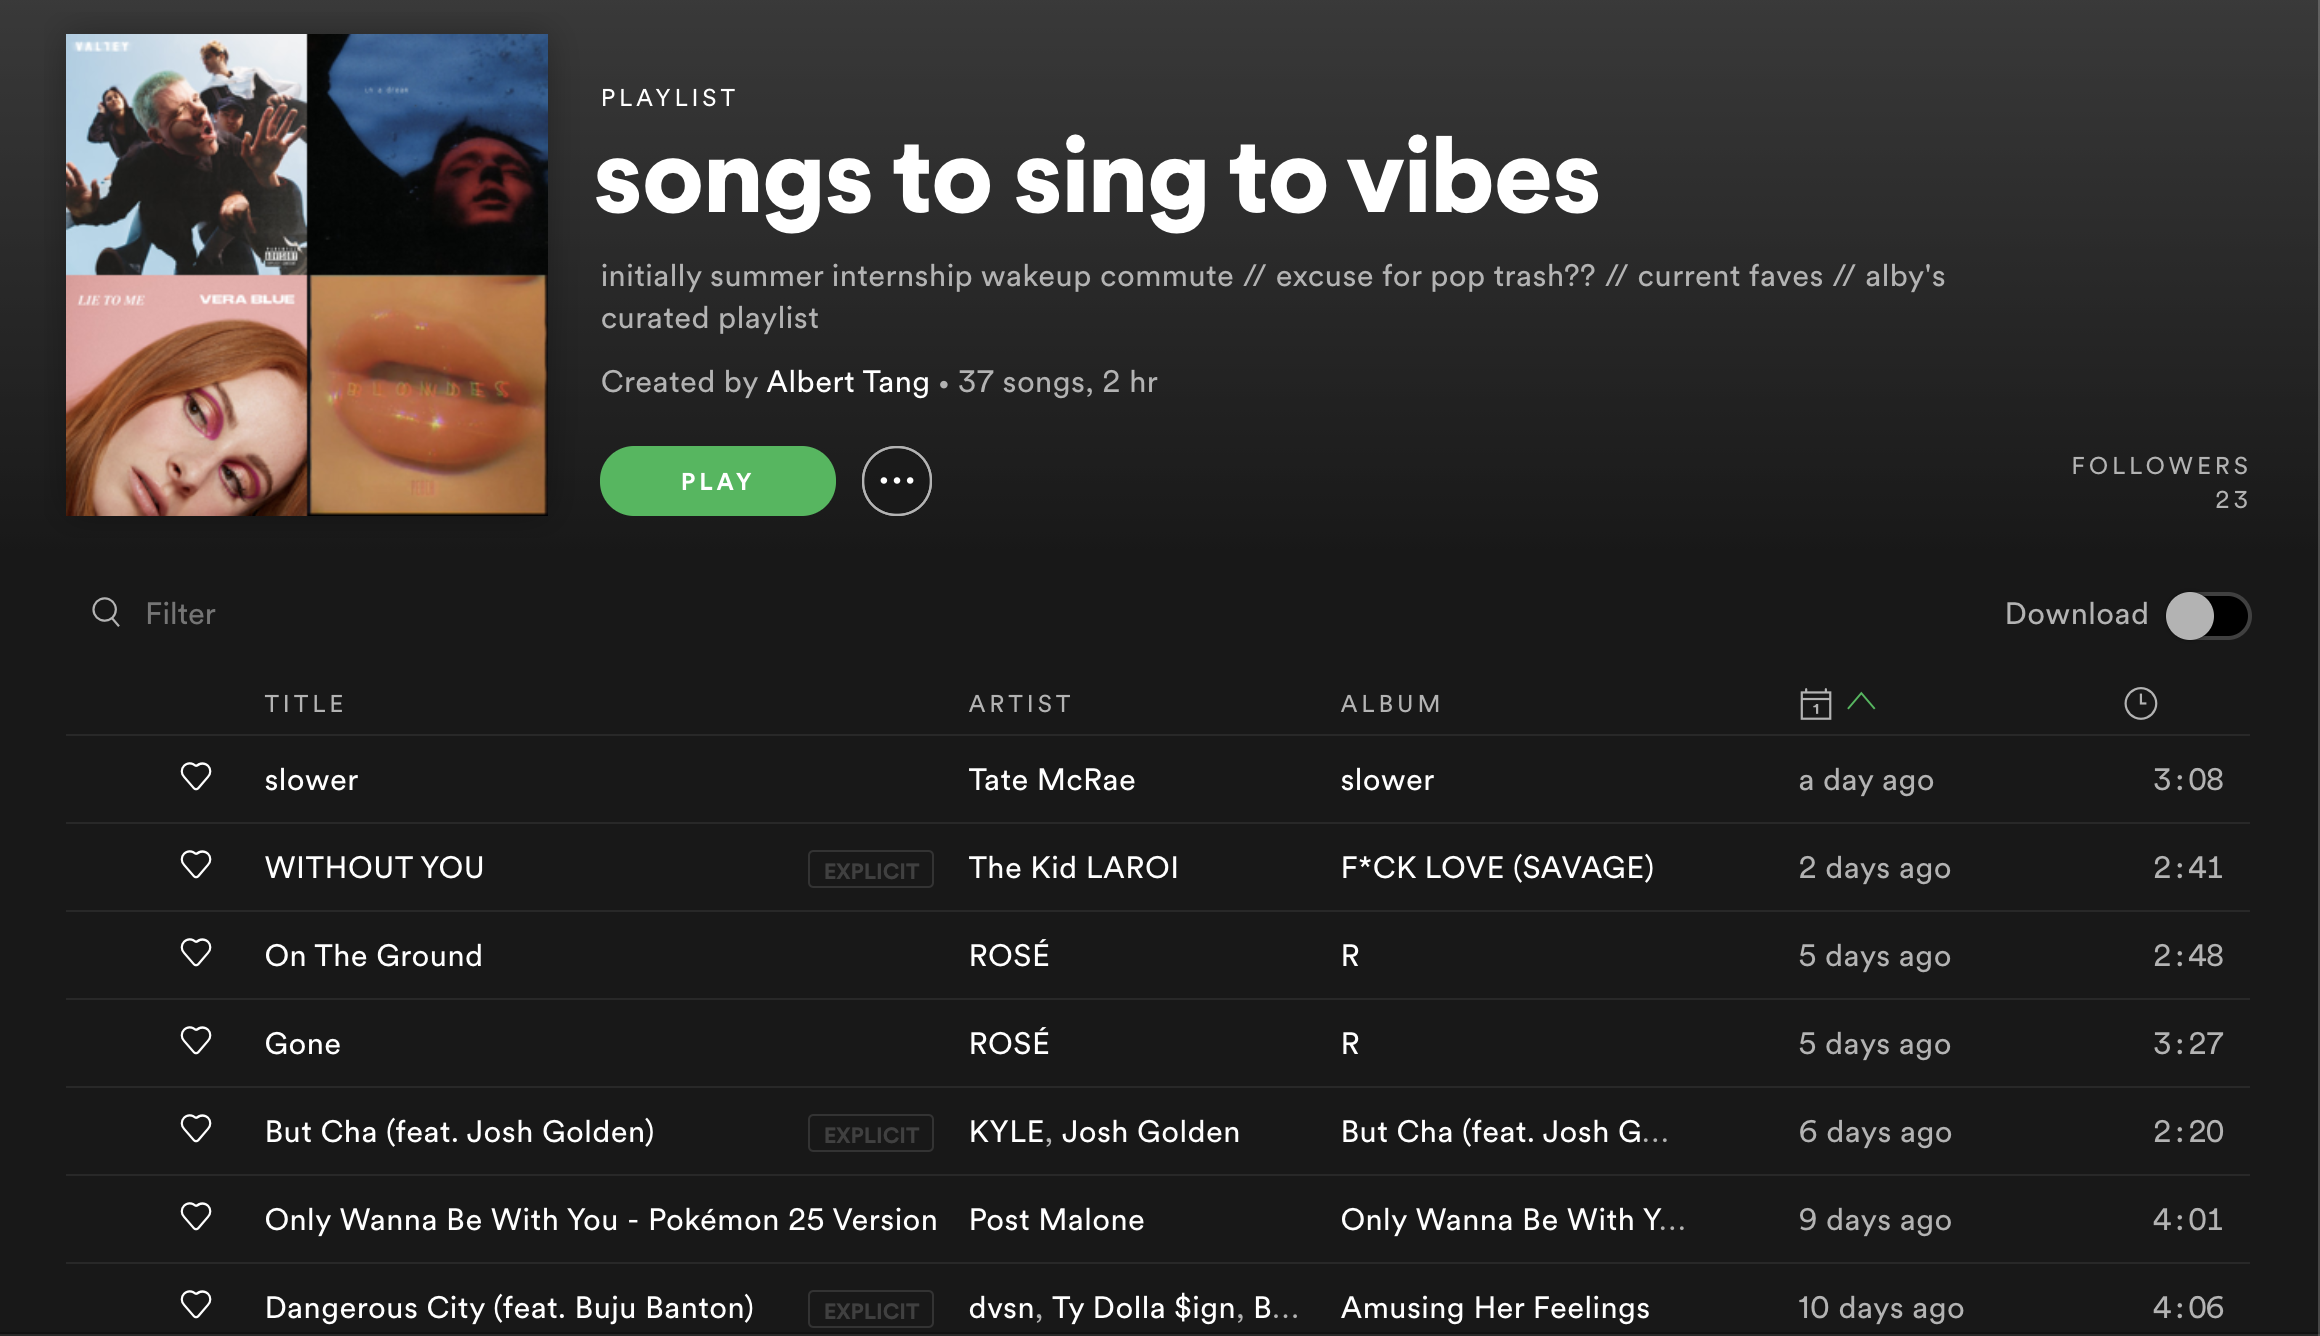 VALLEY
in a dream
LIE TO ME VERA BLUE
BLONDES
PLAYLIST
songs to sing to vibes
initially summer internship wakeup commute // excuse for pop trash?? // current faves // alby's
curated playlist
Created by Albert Tang • 37 songs, 2 hr
PLAY
FOLLOWERS
23
Filter
Download
TITLE ARTIST ALBUM 1
slower Tate McRae slower a day ago 3:08
WITHOUT YOU EXPLICIT The Kid LAROI F*CK LOVE (SAVAGE) 2 days ago 2:41
On The Ground ROSÉ R 5 days ago 2:48
Gone ROSÉ R 5 days ago 3:27
But Cha (feat. Josh Golden) EXPLICIT KYLE, Josh Golden But Cha (feat. Josh G... 6 days ago 2:20
Only Wanna Be With You - Pokémon 25 Version Post Malone Only Wanna Be With Y... 9 days ago 4:01
Dangerous City (feat. Buju Banton) EXPLICIT dvsn, Ty Dolla $ign, B... Amusing Her Feelings 10 days ago 4:06